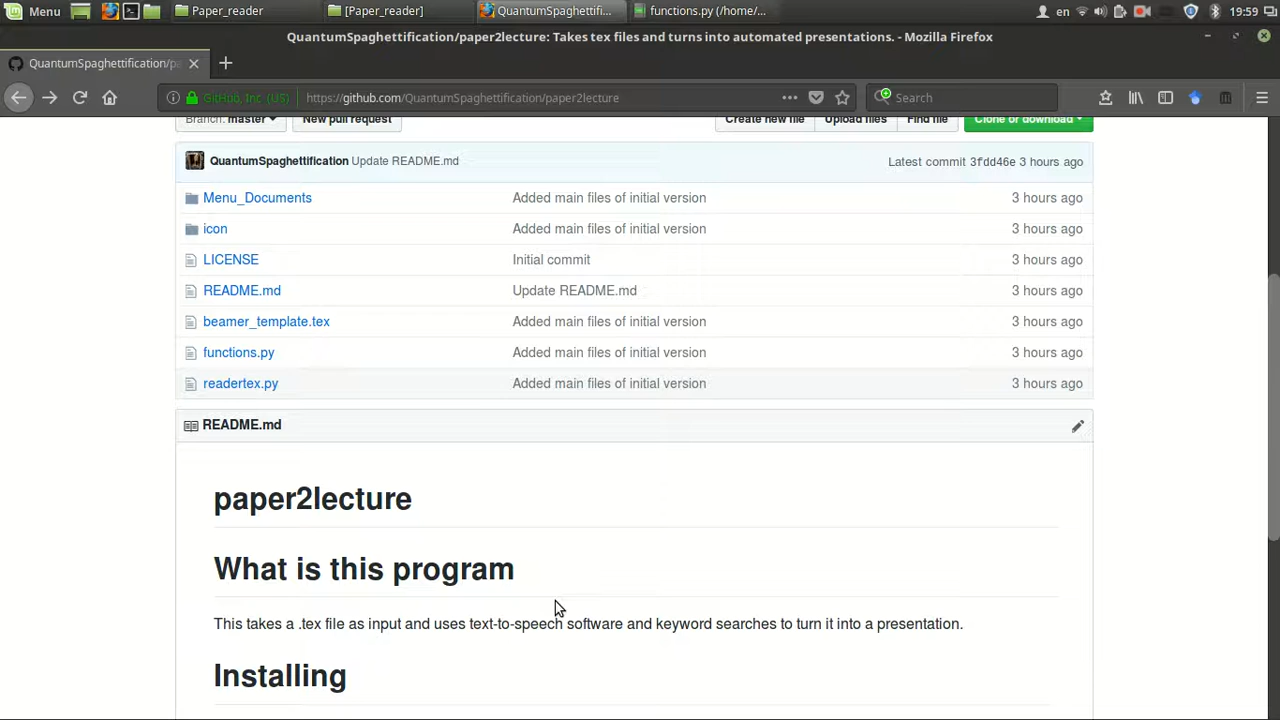 Menu
Paper_reader
[Paper_reader]
QuantumSpaghettifi...
functions.py (/home/...
en
19:59
QuantumSpaghettification/paper2lecture: Takes tex files and turns into automated presentations. - Mozilla Firefox
QuantumSpaghettification/pa
GitHub, Inc. (US)
https://github.com/QuantumSpaghettification/paper2lecture
Search
Branch: master
New pull request
Create new file
Upload files
Find file
Clone or download
QuantumSpaghettification Update README.md
Latest commit 3fdd46e 3 hours ago
Menu_Documents
Added main files of initial version
3 hours ago
icon
Added main files of initial version
3 hours ago
LICENSE
Initial commit
3 hours ago
README.md
Update README.md
3 hours ago
beamer_template.tex
Added main files of initial version
3 hours ago
functions.py
Added main files of initial version
3 hours ago
readertex.py
Added main files of initial version
3 hours ago
README.md
paper2lecture
What is this program
This takes a .tex file as input and uses text-to-speech software and keyword searches to turn it into a presentation.
Installing